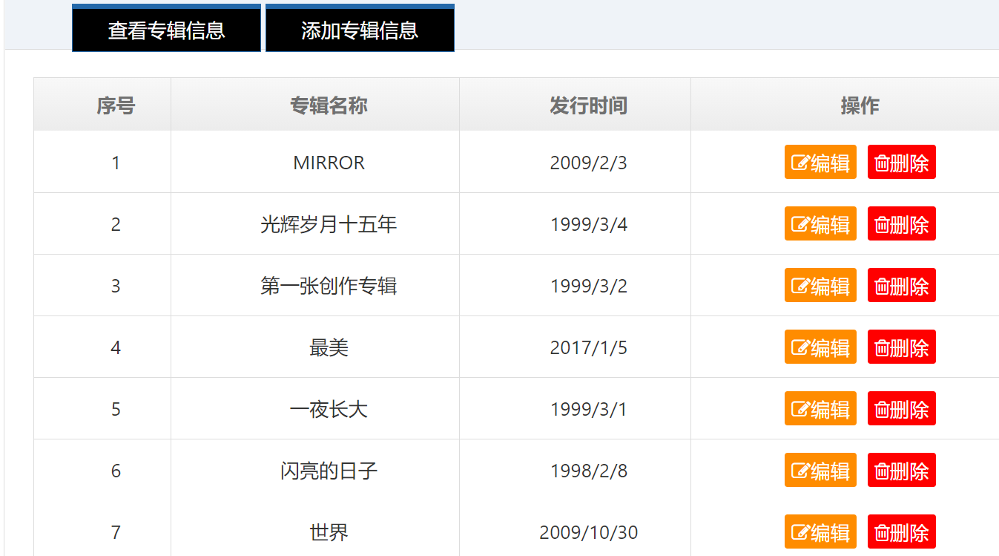 查看专辑信息 添加专辑信息
序号 专辑名称 发行时间 操作
1 MIRROR 2009/2/3 编辑 删除
2 光辉岁月十五年 1999/3/4 编辑 删除
3 第一张创作专辑 1999/3/2 编辑 删除
4 最美 2017/1/5 编辑 删除
5 一夜长大 1999/3/1 编辑 删除
6 闪亮的日子 1998/2/8 编辑 删除
7 世界 2009/10/30 编辑 删除